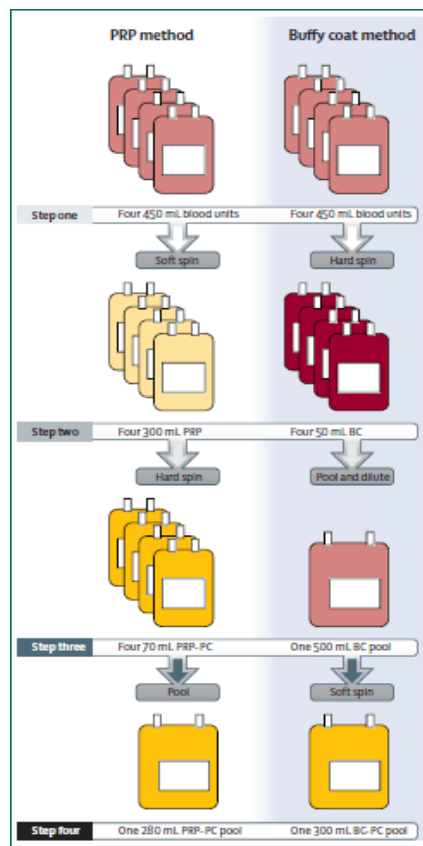 PRP method Buffy coat method
Step one Four 450 mL blood units Four 450 mL blood units
Soft spin Hard spin
Step two Four 300 mL PRP Four 50 mL BC
Hard spin Pool and dilute
Step three Four 70 mL PRP-PC One 500 mL BC pool
Pool Soft spin
Step four One 280 mL PRP-PC pool One 300 mL BC-PC pool